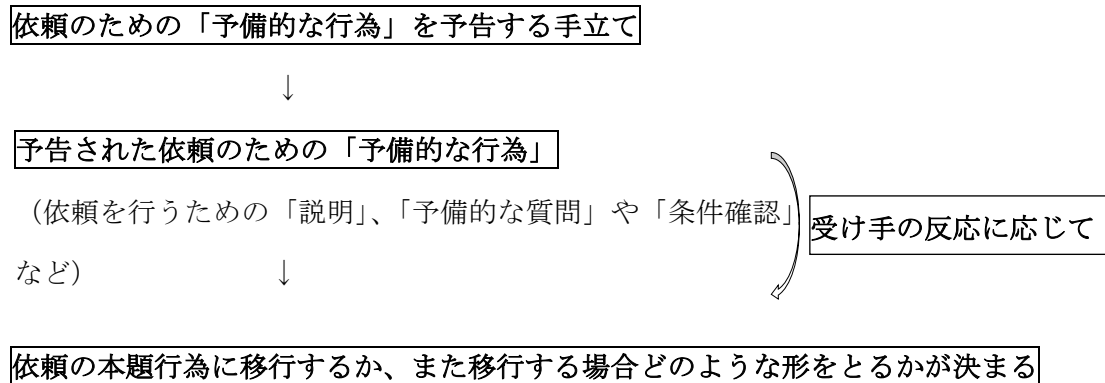 依頼のための「予備的な行為」を予告する手立て
↓
予告された依頼のための「予備的な行為」
（依頼を行うための「説明」、「予備的な質問」や「条件確認」
など） ↓
受け手の反応に応じて
依頼の本題行為に移行するか、また移行する場合どのような形をとるかが決まる